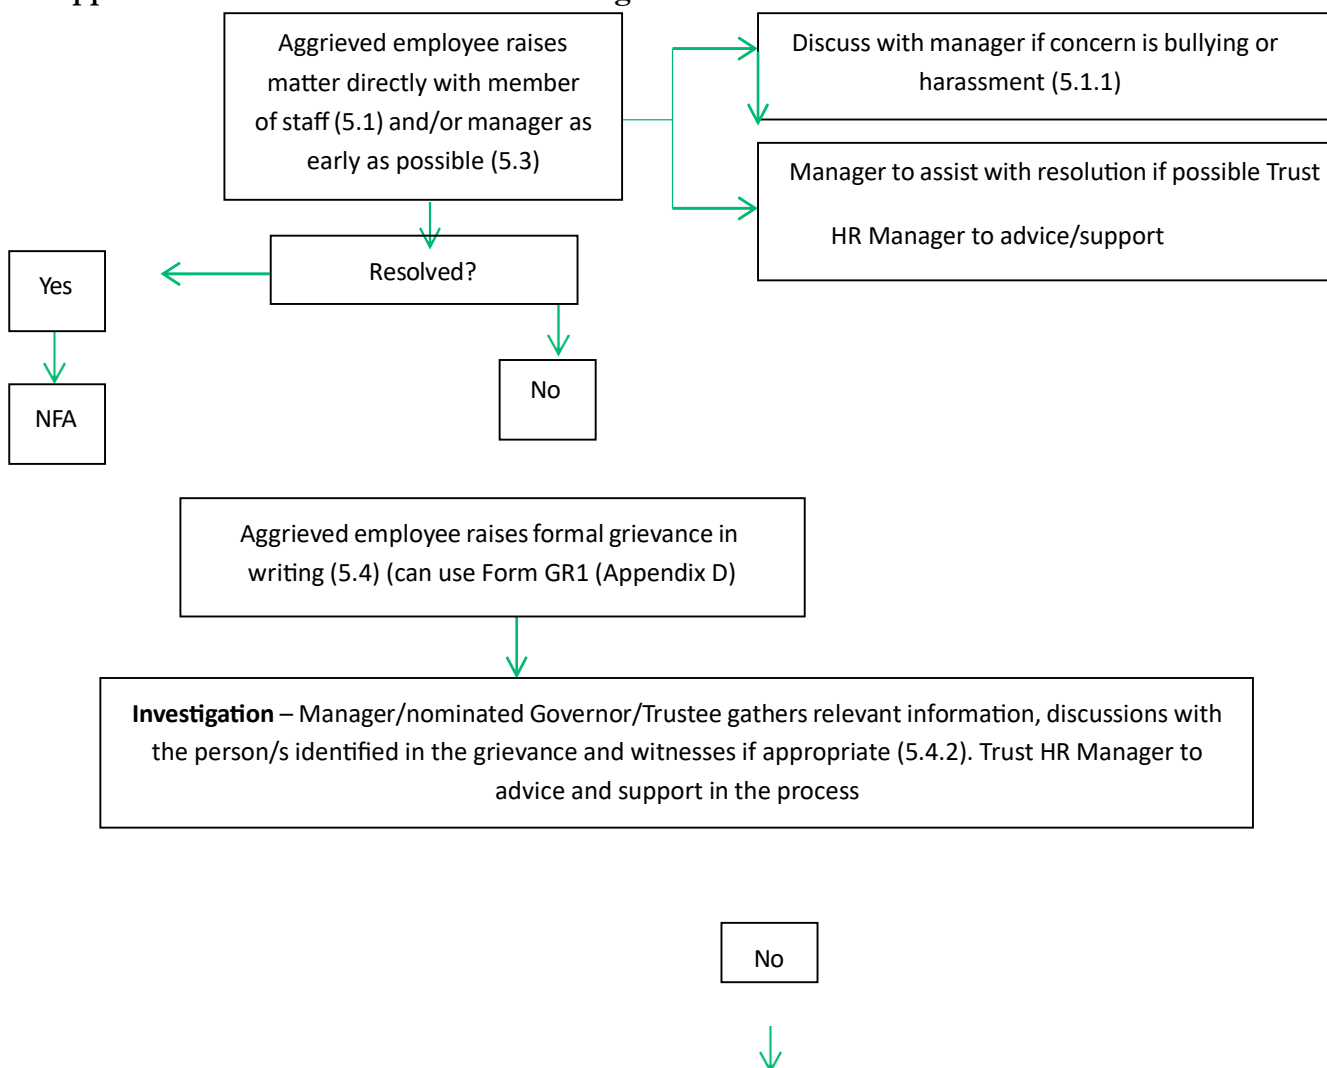 Aggrieved employee raises
matter directly with member
of staff (5.1) and/or manager as
early as possible (5.3)
Discuss with manager if concern is bullying or
harassment (5.1.1)
Manager to assist with resolution if possible Trust
HR Manager to advice/support
Resolved?
Yes
No
NFA
Aggrieved employee raises formal grievance in
writing (5.4) (can use Form GR1 (Appendix D)
Investigation – Manager/nominated Governor/Trustee gathers relevant information, discussions with
the person/s identified in the grievance and witnesses if appropriate (5.4.2). Trust HR Manager to
advice and support in the process
No